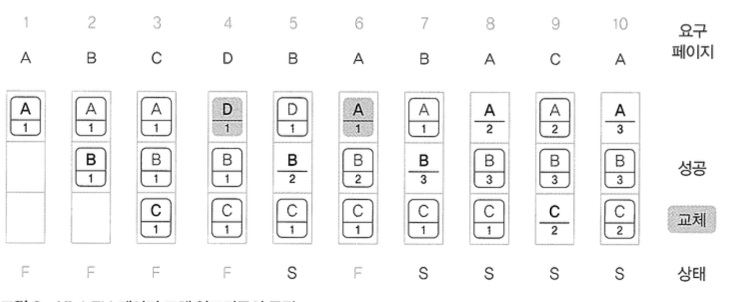 1 2 3 4 5 6 7 8 9 10 요구
A B C D B A B A C A 페이지
A A A D D A A A A A
1 1 1 1 1 1 1 2 2 3
B B B B B B B B B 성공
1 1 1 2 2 3 3 3 3
C C C C C C C C 교체
1 1 1 1 1 1 2 2
F F F F S F S S S S 상태